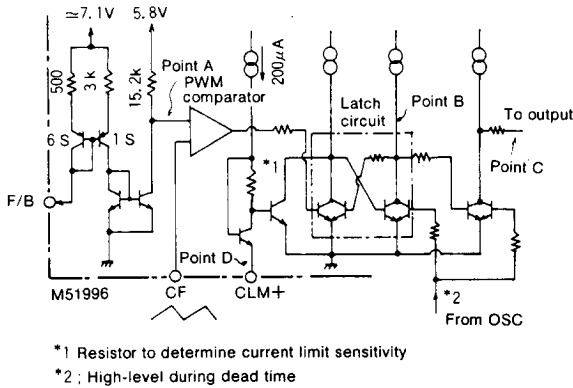 ≃7.1V
5.8V
500
3 k
15.2k
Point A
PWM
comparator
200μA
Latch
circuit
Point B
To output
Point C
6 S
1 S
*1
F/B
Point D
M51996
CF
CLM+
*2
From OSC
*1 Resistor to determine current limit sensitivity
*2 ; High-level during dead time